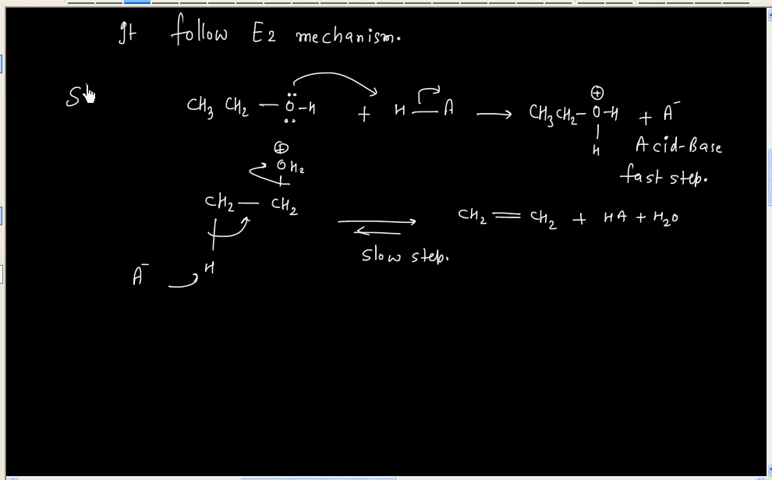 It follow E2 mechanism.
S
CH3 CH2 — Ö – H + H — A → CH3CH2 – O – H + A⁻
⊕
H
Acid-Base
fast step.
⊕
OH2
CH2 — CH2
CH2 = CH2 + HA + H2O
slow step.
A⁻ H